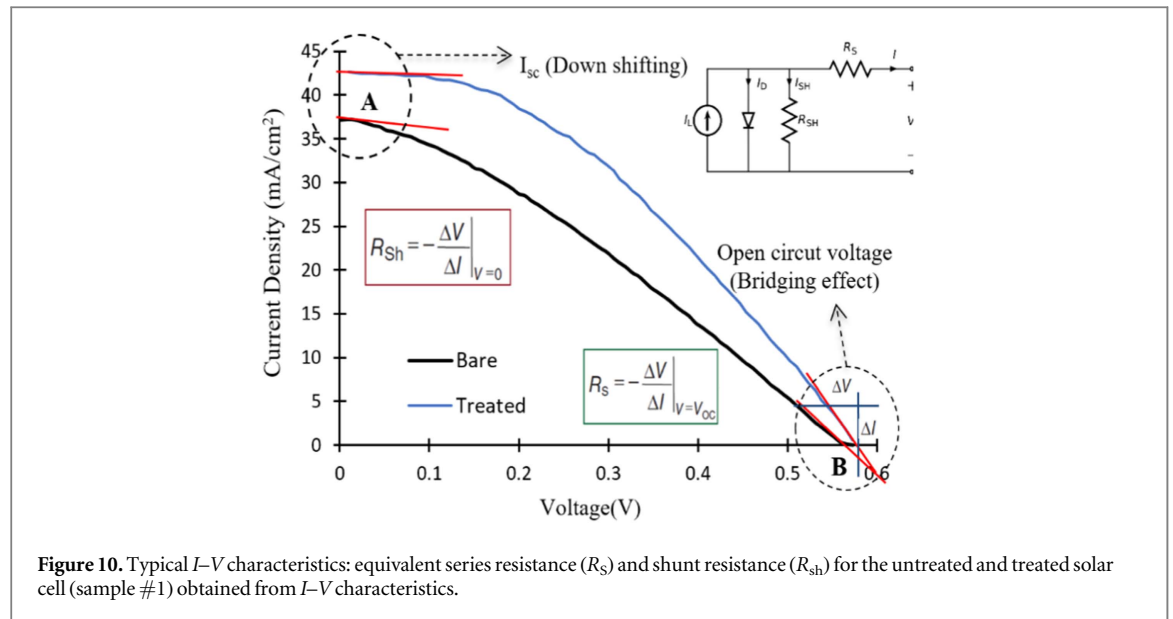 45
40
35
30
25
20
15
10
5
0
Current Density (mA/cm²)
A
I_sc (Down shifting)
R_S
I
I_D
I_SH
I_L
R_SH
+
V
–
R_Sh = − ΔV/ΔI |V=0
Open circut voltage
(Bridging effect)
Bare
Treated
R_S = − ΔV/ΔI |V=V_OC
ΔV
ΔI
B
0
0.1
0.2
0.3
0.4
0.5
0.6
Voltage(V)
Figure 10. Typical I–V characteristics: equivalent series resistance (R_S) and shunt resistance (R_sh) for the untreated and treated solar
cell (sample #1) obtained from I–V characteristics.